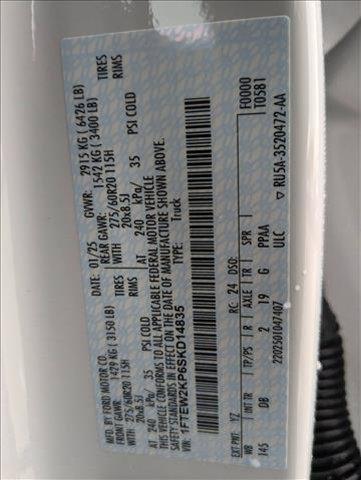 MFD. BY FORD MOTOR CO.
DATE: 01/25 GVWR: 2915 KG ( 6426 LB)
FRONT GAWR: 1429 KG ( 3150 LB) REAR GAWR: 1542 KG ( 3400 LB)
WITH 275/60R20 115H TIRES WITH 275/60R20 115H TIRES
20x8.5J RIMS 20x8.5J RIMS
AT 240 kPa/ 35 PSI COLD AT 240 kPa/ 35 PSI COLD
THIS VEHICLE CONFORMS TO ALL APPLICABLE FEDERAL MOTOR VEHICLE
SAFETY STANDARDS IN EFFECT ON THE DATE OF MANUFACTURE SHOWN ABOVE.
VIN: 1FTEW2KP6SKD14835
TYPE: Truck
F0000
T0581
EXT PNT: YZ RC: 24 DSO:
WB INT TR TP/PS R AXLE TR SPR
145 DB 2 L9 G PPAA
ULC
2202501047407
▽ RU5A-3520472-AA